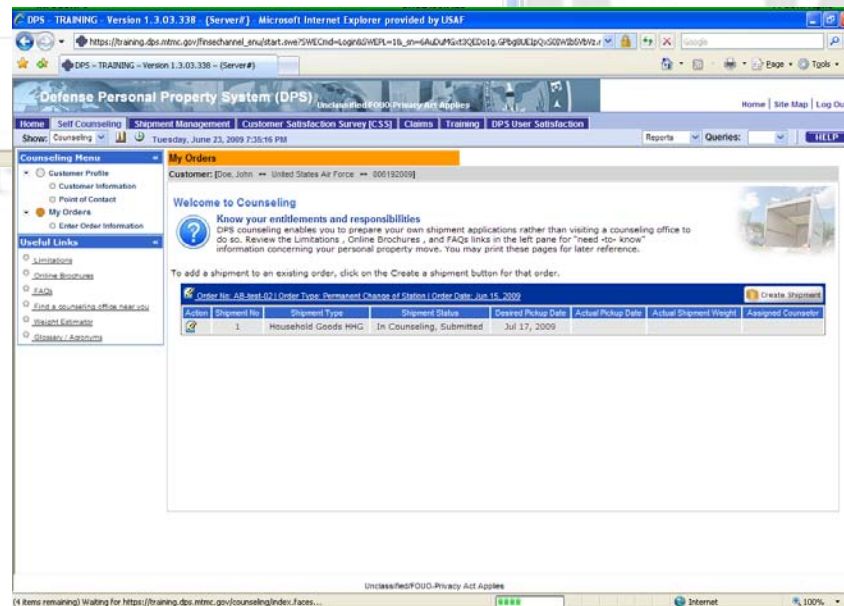 DPS - TRAINING - Version 1.3.03.338 - (Server#) - Microsoft Internet Explorer provided by USAF
Google
DPS - TRAINING - Version 1.3.03.338 - (Server#)
Page
Tools
Defense Personal Property System (DPS) Unclassified/FOUO-Privacy Act Applies
Home | Site Map | Log Ou
Home Self Counseling Shipment Management Customer Satisfaction Survey [CSS] Claims Training DPS User Satisfaction
Show: Counseling Tuesday, June 23, 2009 7:35:16 PM Reports Queries: HELP
Counseling Menu
Customer Profile
Customer Information
Point of Contact
My Orders
Enter Order Information
Useful Links
Limitations
Online Brochures
FAQs
Find a counseling office near you
Weight Estimator
Glossary / Acronyms
My Orders
Customer: [Doe, John ↔ United States Air Force ↔ 006192009]
Welcome to Counseling
Know your entitlements and responsibilities
DPS counseling enables you to prepare your own shipment applications rather than visiting a counseling office to
do so. Review the Limitations , Online Brochures , and FAQs links in the left pane for "need -to- know"
information concerning your personal property move. You may print these pages for later reference.
To add a shipment to an existing order, click on the Create a shipment button for that order.
Order No: AB-test-02 | Order Type: Permanent Change of Station | Order Date: Jun 15, 2009
Create Shipment
Action Shipment No Shipment Type Shipment Status Desired Pickup Date Actual Pickup Date Actual Shipment Weight Assigned Counselor
1 Household Goods HHG In Counseling, Submitted Jul 17, 2009
Unclassified/FOUO-Privacy Act Applies
(4 items remaining) Waiting for https://training.dps.mtmc.gov/counseling/index.faces...
Internet
100%